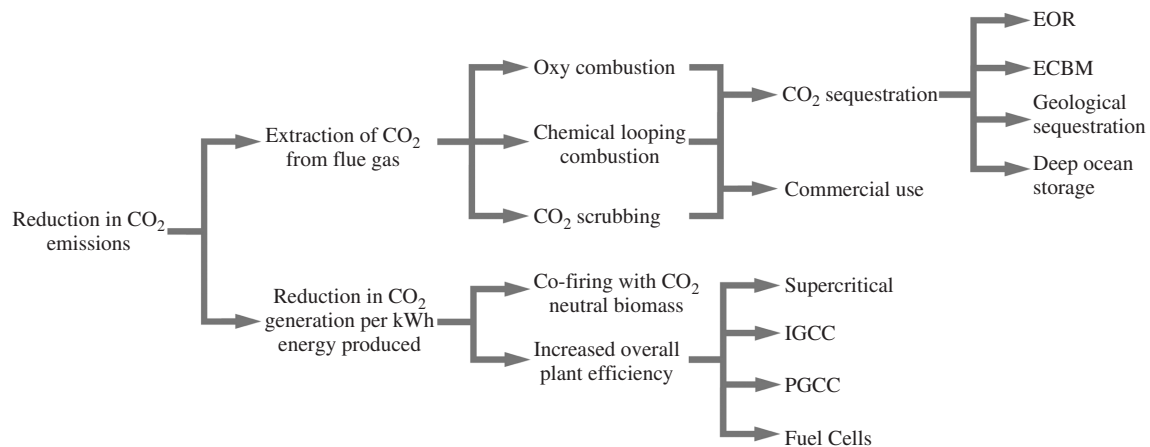 Reduction in CO2
emissions
Extraction of CO2
from flue gas
Reduction in CO2
generation per kWh
energy produced
Oxy combustion
Chemical looping
combustion
CO2 scrubbing
Co-firing with CO2
neutral biomass
Increased overall
plant efficiency
CO2 sequestration
Commercial use
Supercritical
IGCC
PGCC
Fuel Cells
EOR
ECBM
Geological
sequestration
Deep ocean
storage